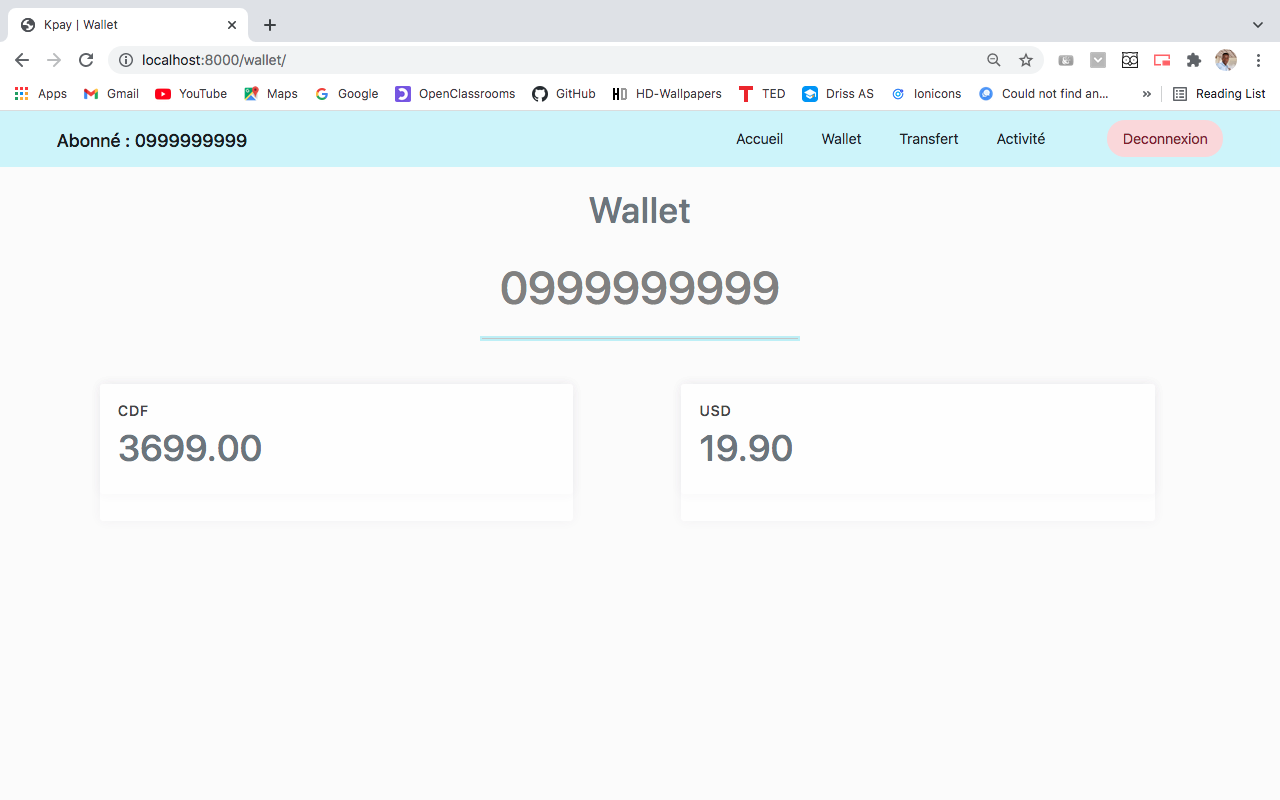 Kpay | Wallet
localhost:8000/wallet/
Apps Gmail YouTube Maps Google OpenClassrooms GitHub HD-Wallpapers TED Driss AS Ionicons Could not find an... » Reading List
Abonné : 0999999999 Accueil Wallet Transfert Activité Deconnexion
Wallet
0999999999
CDF
3699.00
USD
19.90